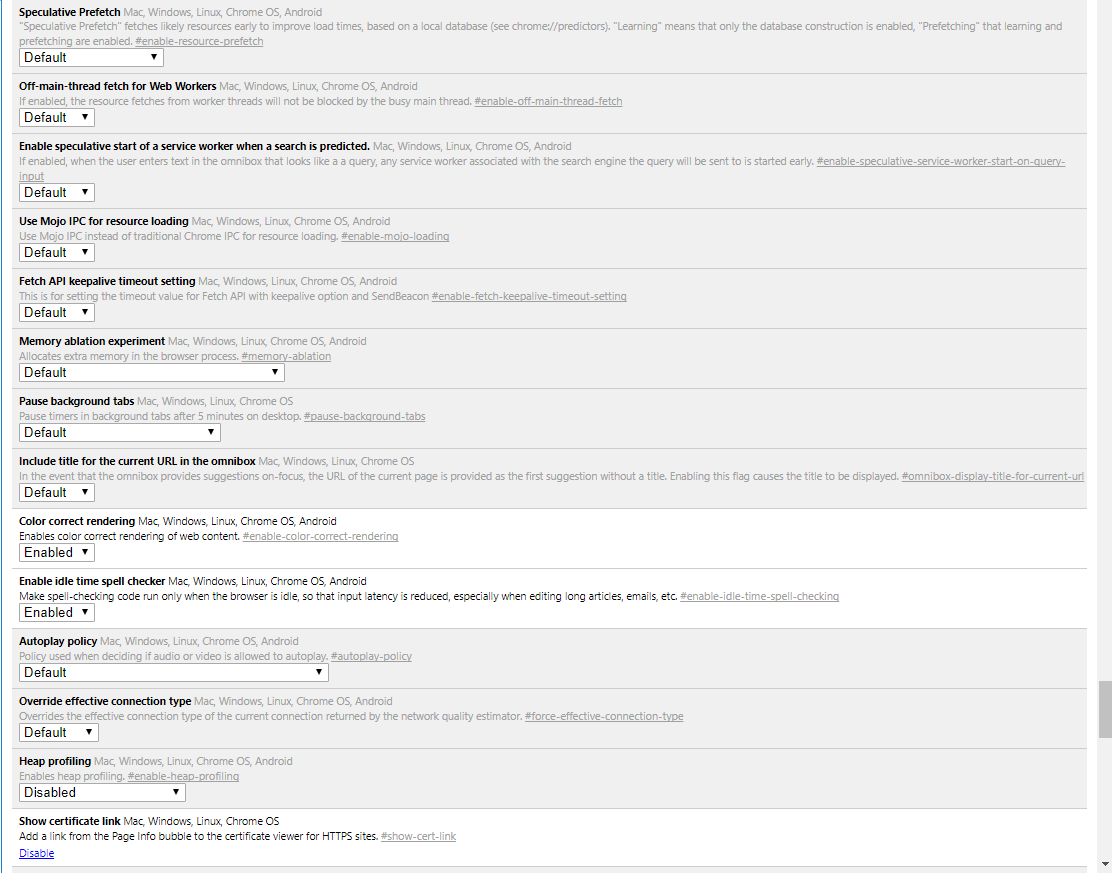 Speculative Prefetch Mac, Windows, Linux, Chrome OS, Android
"Speculative Prefetch" fetches likely resources early to improve load times, based on a local database (see chrome://predictors). "Learning" means that only the database construction is enabled, "Prefetching" that learning and
prefetching are enabled. #enable-resource-prefetch
Default
Off-main-thread fetch for Web Workers Mac, Windows, Linux, Chrome OS, Android
If enabled, the resource fetches from worker threads will not be blocked by the busy main thread. #enable-off-main-thread-fetch
Default
Enable speculative start of a service worker when a search is predicted. Mac, Windows, Linux, Chrome OS, Android
If enabled, when the user enters text in the omnibox that looks like a a query, any service worker associated with the search engine the query will be sent to is started early. #enable-speculative-service-worker-start-on-query-
input
Default
Use Mojo IPC for resource loading Mac, Windows, Linux, Chrome OS, Android
Use Mojo IPC instead of traditional Chrome IPC for resource loading. #enable-mojo-loading
Default
Fetch API keepalive timeout setting Mac, Windows, Linux, Chrome OS, Android
This is for setting the timeout value for Fetch API with keepalive option and SendBeacon #enable-fetch-keepalive-timeout-setting
Default
Memory ablation experiment Mac, Windows, Linux, Chrome OS, Android
Allocates extra memory in the browser process. #memory-ablation
Default
Pause background tabs Mac, Windows, Linux, Chrome OS
Pause timers in background tabs after 5 minutes on desktop. #pause-background-tabs
Default
Include title for the current URL in the omnibox Mac, Windows, Linux, Chrome OS
In the event that the omnibox provides suggestions on-focus, the URL of the current page is provided as the first suggestion without a title. Enabling this flag causes the title to be displayed. #omnibox-display-title-for-current-url
Default
Color correct rendering Mac, Windows, Linux, Chrome OS, Android
Enables color correct rendering of web content. #enable-color-correct-rendering
Enabled
Enable idle time spell checker Mac, Windows, Linux, Chrome OS, Android
Make spell-checking code run only when the browser is idle, so that input latency is reduced, especially when editing long articles, emails, etc. #enable-idle-time-spell-checking
Enabled
Autoplay policy Mac, Windows, Linux, Chrome OS, Android
Policy used when deciding if audio or video is allowed to autoplay. #autoplay-policy
Default
Override effective connection type Mac, Windows, Linux, Chrome OS, Android
Overrides the effective connection type of the current connection returned by the network quality estimator. #force-effective-connection-type
Default
Heap profiling Mac, Windows, Linux, Chrome OS, Android
Enables heap profiling. #enable-heap-profiling
Disabled
Show certificate link Mac, Windows, Linux, Chrome OS
Add a link from the Page Info bubble to the certificate viewer for HTTPS sites. #show-cert-link
Disable